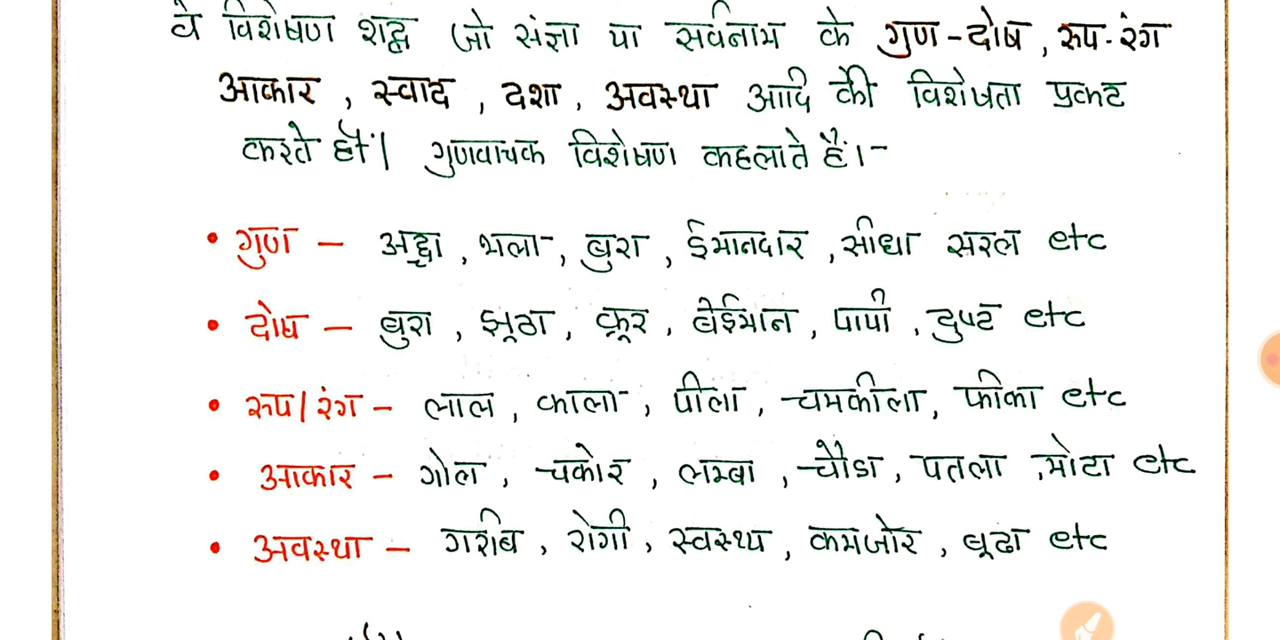 वे विशेषण शब्द जो संज्ञा या सर्वनाम के गुण-दोष, रूप-रंग
आकार, स्वाद, दशा, अवस्था आदि की विशेषता प्रकट
करते हों। गुणवाचक विशेषण कहलाते हैं।-
• गुण - अच्छा, भला, बुरा, ईमानदार, सीधा सरल etc
• दोष - बुरा, झूठा, क्रूर, बेईमान, पापी, दुष्ट etc
• रूप/रंग - लाल, काला, पीला, चमकीला, फीका etc
• आकार - गोल, चकोर, लम्बा, चौडा, पतला, मोटा etc
• अवस्था - गरीब, रोगी, स्वस्थ्य, कमजोर, बूढा etc